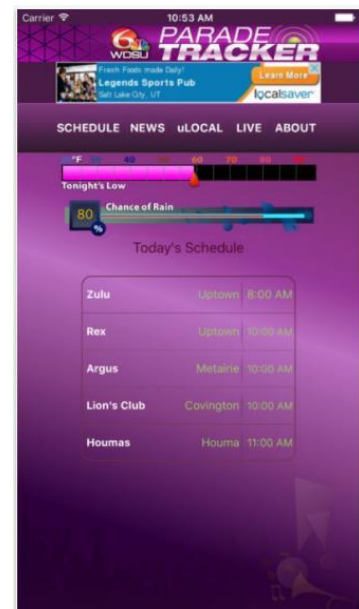 Carrier 10:53 AM
6 WDSU PARADE TRACKER
Fresh Foods made Daily!
Legends Sports Pub
Salt Lake City, UT
Learn More
localsaver
SCHEDULE NEWS uLOCAL LIVE ABOUT
°F 40 60 70 80
Tonight's Low
80 % Chance of Rain
Today's Schedule
Zulu Uptown 8:00 AM
Rex Uptown 10:00 AM
Argus Metairie 10:00 AM
Lion's Club Covington 10:00 AM
Houmas Houma 11:00 AM